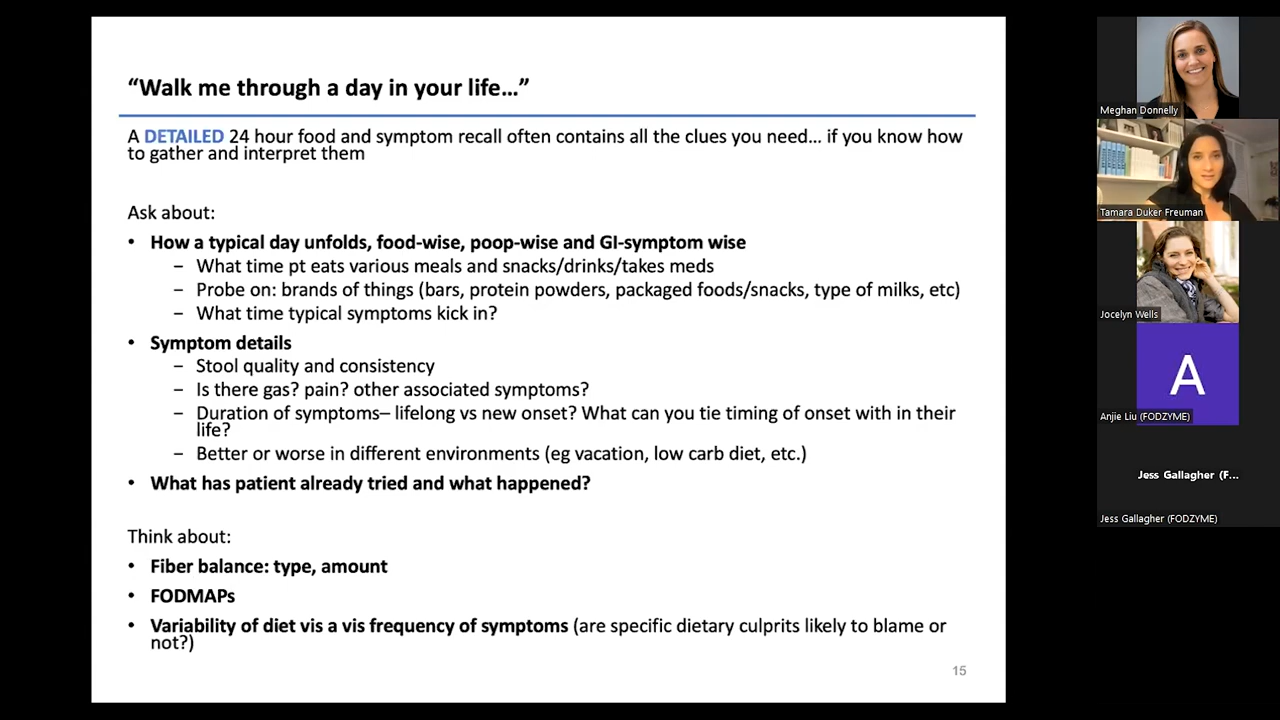 “Walk me through a day in your life…”
A DETAILED 24 hour food and symptom recall often contains all the clues you need… if you know how
to gather and interpret them
Ask about:
• How a typical day unfolds, food-wise, poop-wise and GI-symptom wise
– What time pt eats various meals and snacks/drinks/takes meds
– Probe on: brands of things (bars, protein powders, packaged foods/snacks, type of milks, etc)
– What time typical symptoms kick in?
• Symptom details
– Stool quality and consistency
– Is there gas? pain? other associated symptoms?
– Duration of symptoms– lifelong vs new onset? What can you tie timing of onset with in their
life?
– Better or worse in different environments (eg vacation, low carb diet, etc.)
• What has patient already tried and what happened?
Think about:
• Fiber balance: type, amount
• FODMAPs
• Variability of diet vis a vis frequency of symptoms (are specific dietary culprits likely to blame or
not?)
15
Meghan Donnelly
Tamara Duker Freuman
Jocelyn Wells
A
Anjie Liu (FODZYME)
Jess Gallagher (F...
Jess Gallagher (FODZYME)